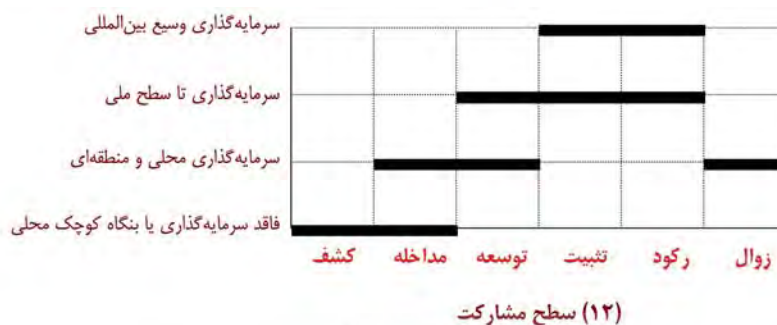 سرمایه‌گذاری وسیع بین‌المللی
سرمایه‌گذاری تا سطح ملی
سرمایه‌گذاری محلی و منطقه‌ای
فاقد سرمایه‌گذاری یا بنگاه کوچک محلی
کشف مداخله توسعه تثبیت رکود زوال
(۱۲) سطح مشارکت